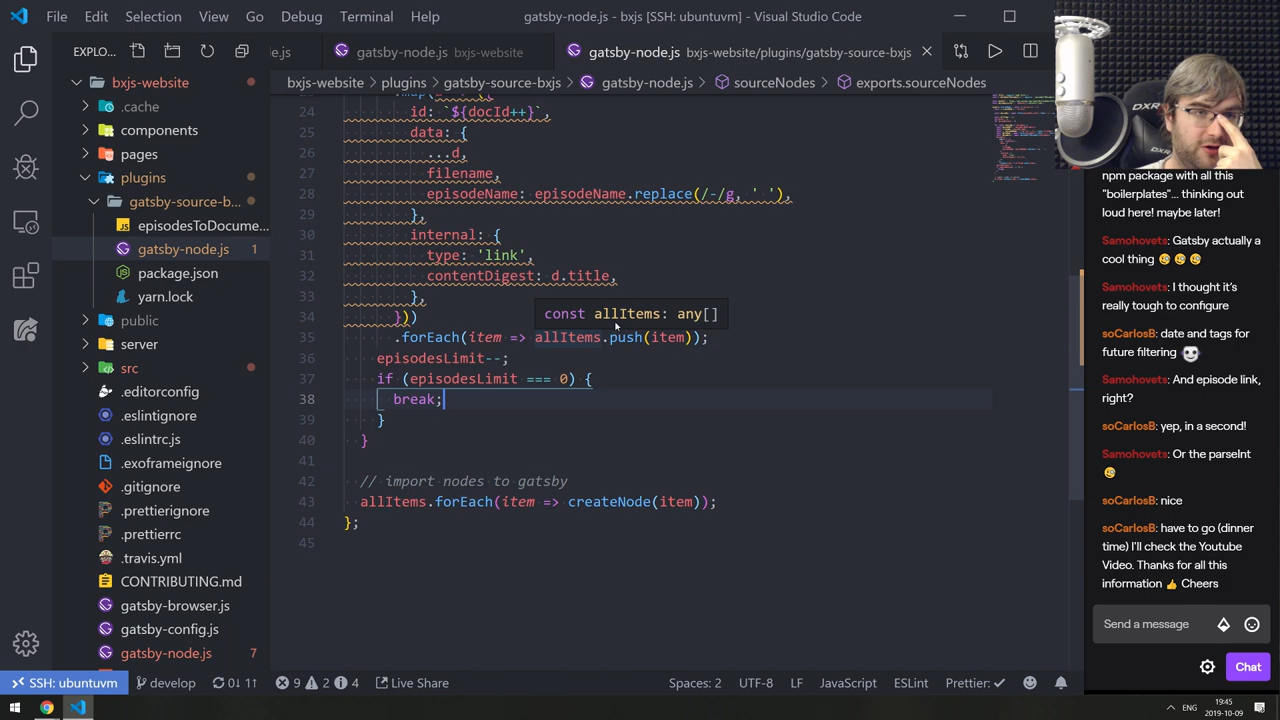 File Edit Selection View Go Debug Terminal Help
gatsby-node.js - bxjs [SSH: ubuntuvm] - Visual Studio Code
EXPLO...
de.js
gatsby-node.js bxjs-website
gatsby-node.js bxjs-website/plugins/gatsby-source-bxjs
bxjs-website > plugins > gatsby-source-bxjs > gatsby-node.js > sourceNodes > exports.sourceNodes
bxjs-website
.cache
components
pages
plugins
gatsby-source-b...
JS episodesToDocume...
gatsby-node.js 1
package.json
yarn.lock
public
server
src
.editorconfig
.eslintignore
.eslintrc.js
.exoframeignore
.gitignore
.prettierignore
.prettierrc
.travis.yml
CONTRIBUTING.md
gatsby-browser.js
gatsby-config.js
gatsby-node.js 7
id: `${docId++}`,
25 data: {
26 ...d,
27 filename,
28 episodeName: episodeName.replace(/-/g, ' '),
29 },
30 internal: {
31 type: 'link',
32 contentDigest: d.title,
33 },
34 }))
const allItems: any[]
35 .forEach(item => allItems.push(item));
36 episodesLimit--;
37 if (episodesLimit === 0) {
38 break;
39 }
40 }
41
42 // import nodes to gatsby
43 allItems.forEach(item => createNode(item));
44 };
45
DXR
npm package with all this
"boilerplates"... thinking
out loud here! maybe later!
Samohovets: Gatsby actually a
cool thing
Samohovets: I thought it's
really tough to configure
soCarlosB: date and tags for
future filtering
Samohovets: And episode link,
right?
soCarlosB: yep, in a second!
Samohovets: Or the parseInt
soCarlosB: nice
soCarlosB: have to go (dinner
time) I'll check the Youtube
Video. Thanks for all this
information 👍 Cheers
Send a message
Chat
SSH: ubuntuvm develop 9 2 4 Live Share Spaces: 2 UTF-8 LF JavaScript ESLint Prettier: ✓
ENG
19:45
2019-10-09